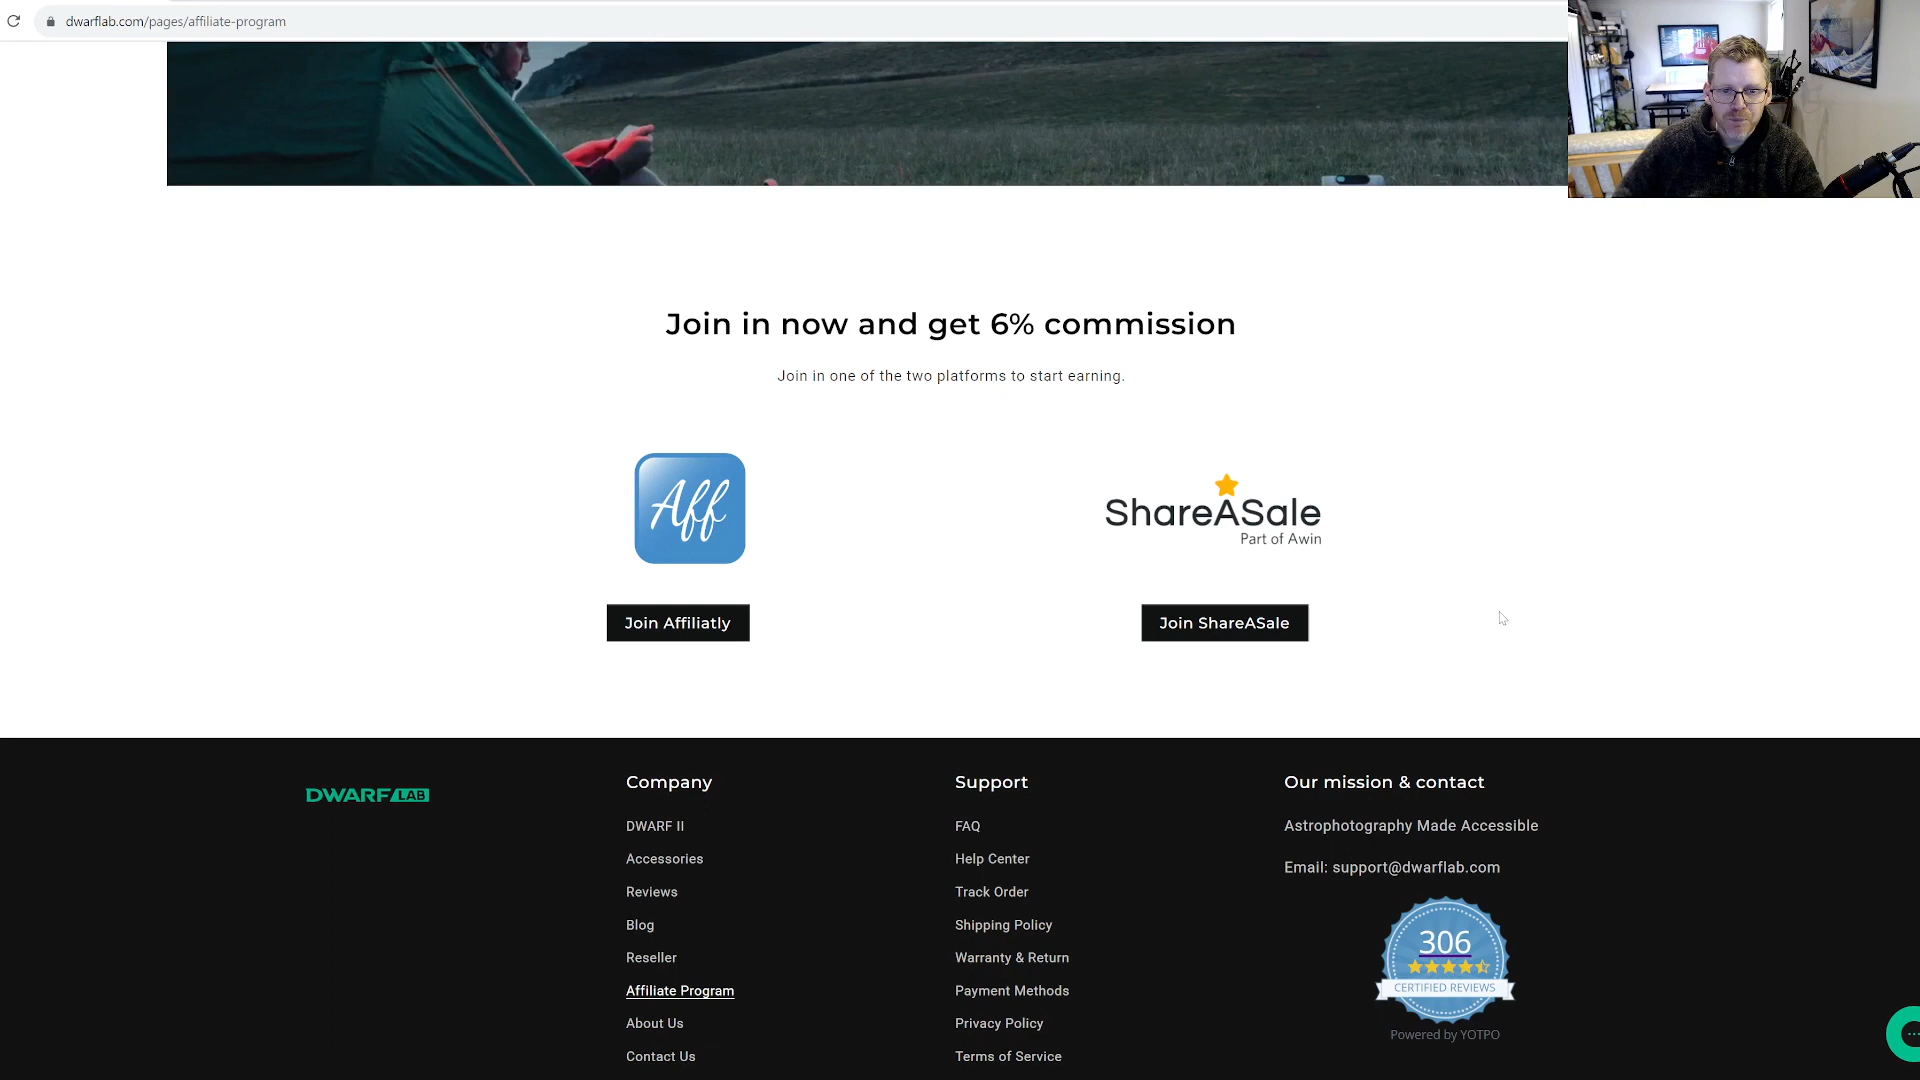 dwarflab.com/pages/affiliate-program
Join in now and get 6% commission
Join in one of the two platforms to start earning.
Aff
ShareASale
Part of Awin
Join Affiliatly
Join ShareASale
DWARFLAB
Company
DWARF II
Accessories
Reviews
Blog
Reseller
Affiliate Program
About Us
Contact Us
Support
FAQ
Help Center
Track Order
Shipping Policy
Warranty & Return
Payment Methods
Privacy Policy
Terms of Service
Our mission & contact
Astrophotography Made Accessible
Email: support@dwarflab.com
306
CERTIFIED REVIEWS
Powered by YOTPO